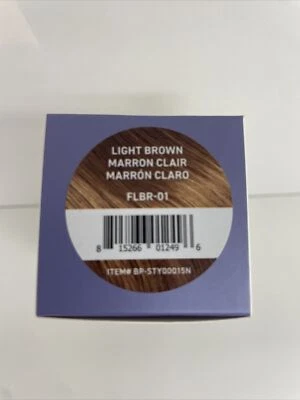 LIGHT BROWN
MARRON CLAIR
MARRÓN CLARO
FLBR-01
8 15266 01249 6
ITEM# BP-STY00015N